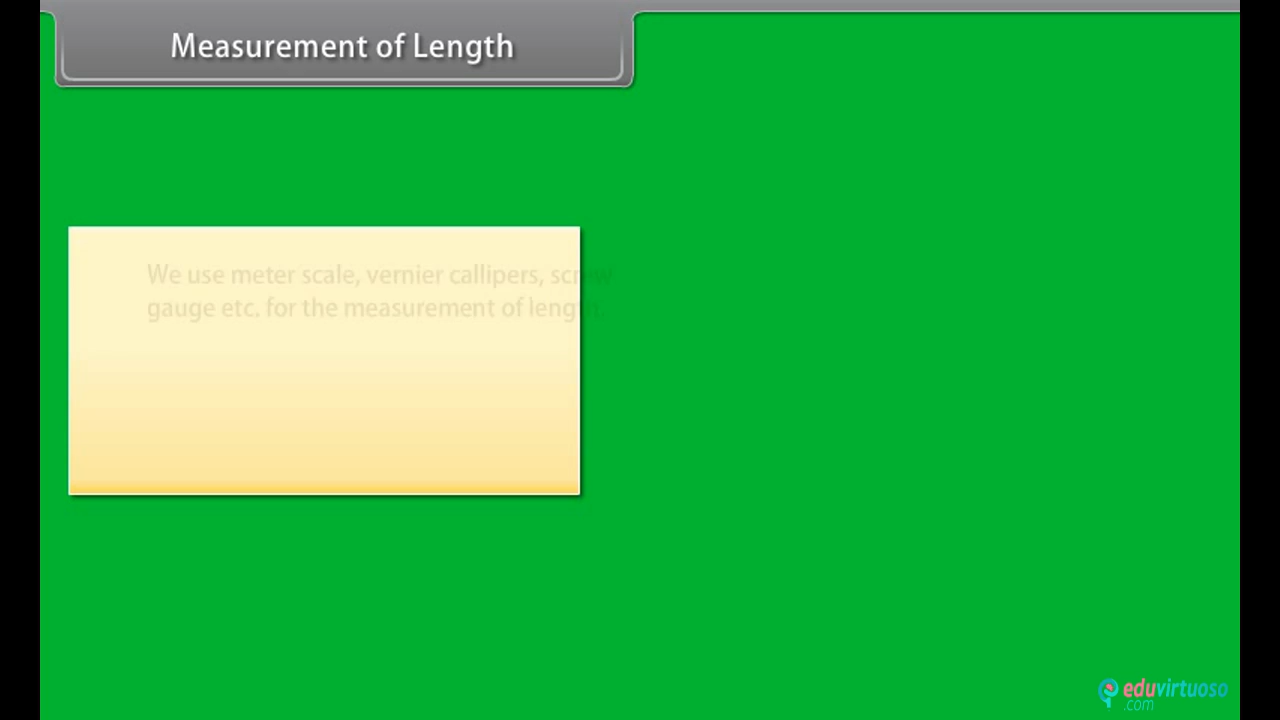 Measurement of Length
We use meter scale, vernier callipers, screw
gauge etc. for the measurement of length.
eduvirtuoso
.com